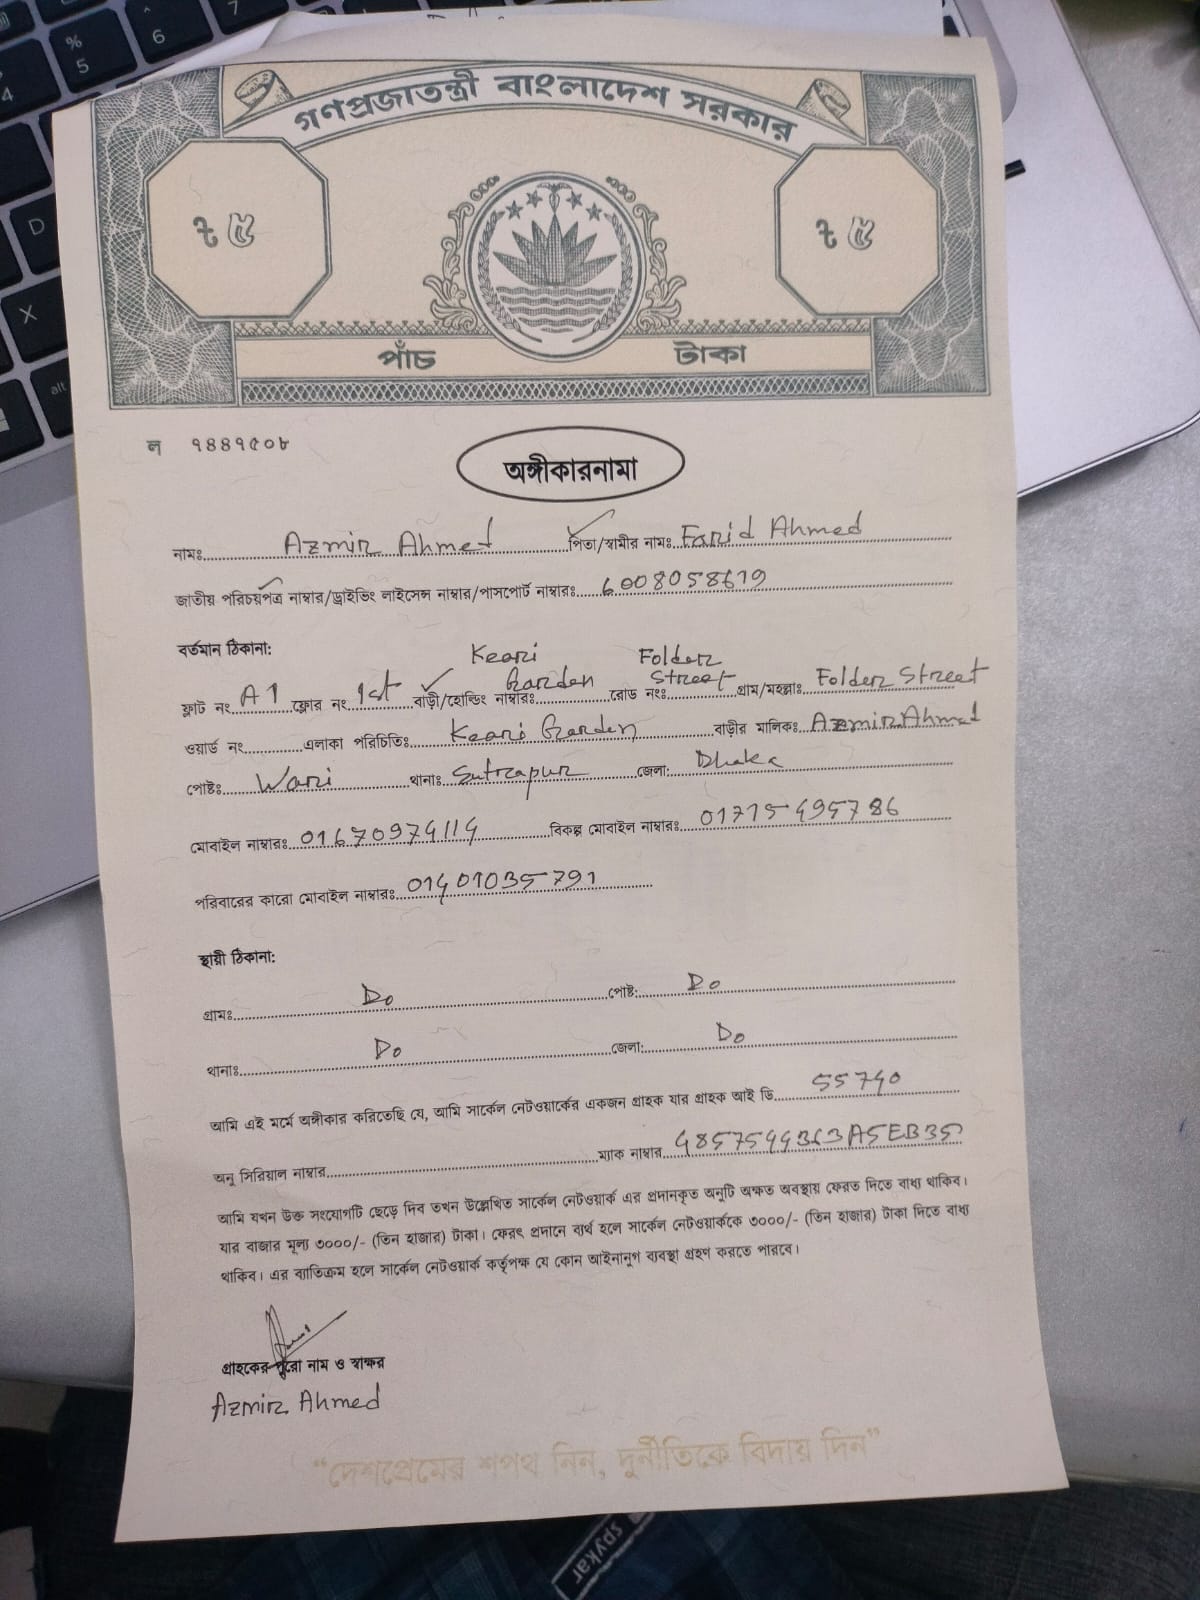 গণপ্রজাতন্ত্রী বাংলাদেশ সরকার
৳ ৫
৳ ৫
পাঁচ টাকা
ল ৭৪৪৭৫০৮
অঙ্গীকারনামা
নামঃ Azmir Ahmed পিতা/স্বামীর নামঃ Farid Ahmed
জাতীয় পরিচয়পত্র নাম্বার/ড্রাইভিং লাইসেন্স নাম্বার/পাসপোর্ট নাম্বারঃ 6008058619
বর্তমান ঠিকানা:
ফ্লাট নং A1 ফ্লোর নং 1st বাড়ী/হোল্ডিং নাম্বারঃ Keari Garden রোড নংঃ Folder Street গ্রাম/মহল্লাঃ Folder Street
ওয়ার্ড নং এলাকা পরিচিতিঃ Keari Garden বাড়ীর মালিকঃ Azmir Ahmed
পোষ্টঃ Wari থানাঃ Sutrapur জেলা: Dhaka
মোবাইল নাম্বারঃ 01670974114 বিকল্প মোবাইল নাম্বারঃ 01715495786
পরিবারের কারো মোবাইল নাম্বারঃ 01401035791
স্থায়ী ঠিকানা:
গ্রামঃ Do পোষ্ট: Do
থানাঃ Do জেলা: Do
আমি এই মর্মে অঙ্গীকার করিতেছি যে, আমি সার্কেল নেটওয়ার্কের একজন গ্রাহক যার গ্রাহক আই ডি 55740
অনু সিরিয়াল নাম্বার ম্যাক নাম্বার 4857544363A5EB35
আমি যখন উক্ত সংযোগটি ছেড়ে দিব তখন উল্লেখিত সার্কেল নেটওয়ার্ক এর প্রদানকৃত অনুটি অক্ষত অবস্থায় ফেরত দিতে বাধ্য থাকিব।
যার বাজার মূল্য ৩০০০/- (তিন হাজার) টাকা। ফেরৎ প্রদানে ব্যর্থ হলে সার্কেল নেটওয়ার্ককে ৩০০০/- (তিন হাজার) টাকা দিতে বাধ্য
থাকিব। এর ব্যতিক্রম হলে সার্কেল নেটওয়ার্ক কর্তৃপক্ষ যে কোন আইনানুগ ব্যবস্থা গ্রহণ করতে পারবে।
গ্রাহকের পুরো নাম ও স্বাক্ষর
Azmir Ahmed
“দেশপ্রেমের শপথ নিন, দুর্নীতিকে বিদায় দিন”
spykar